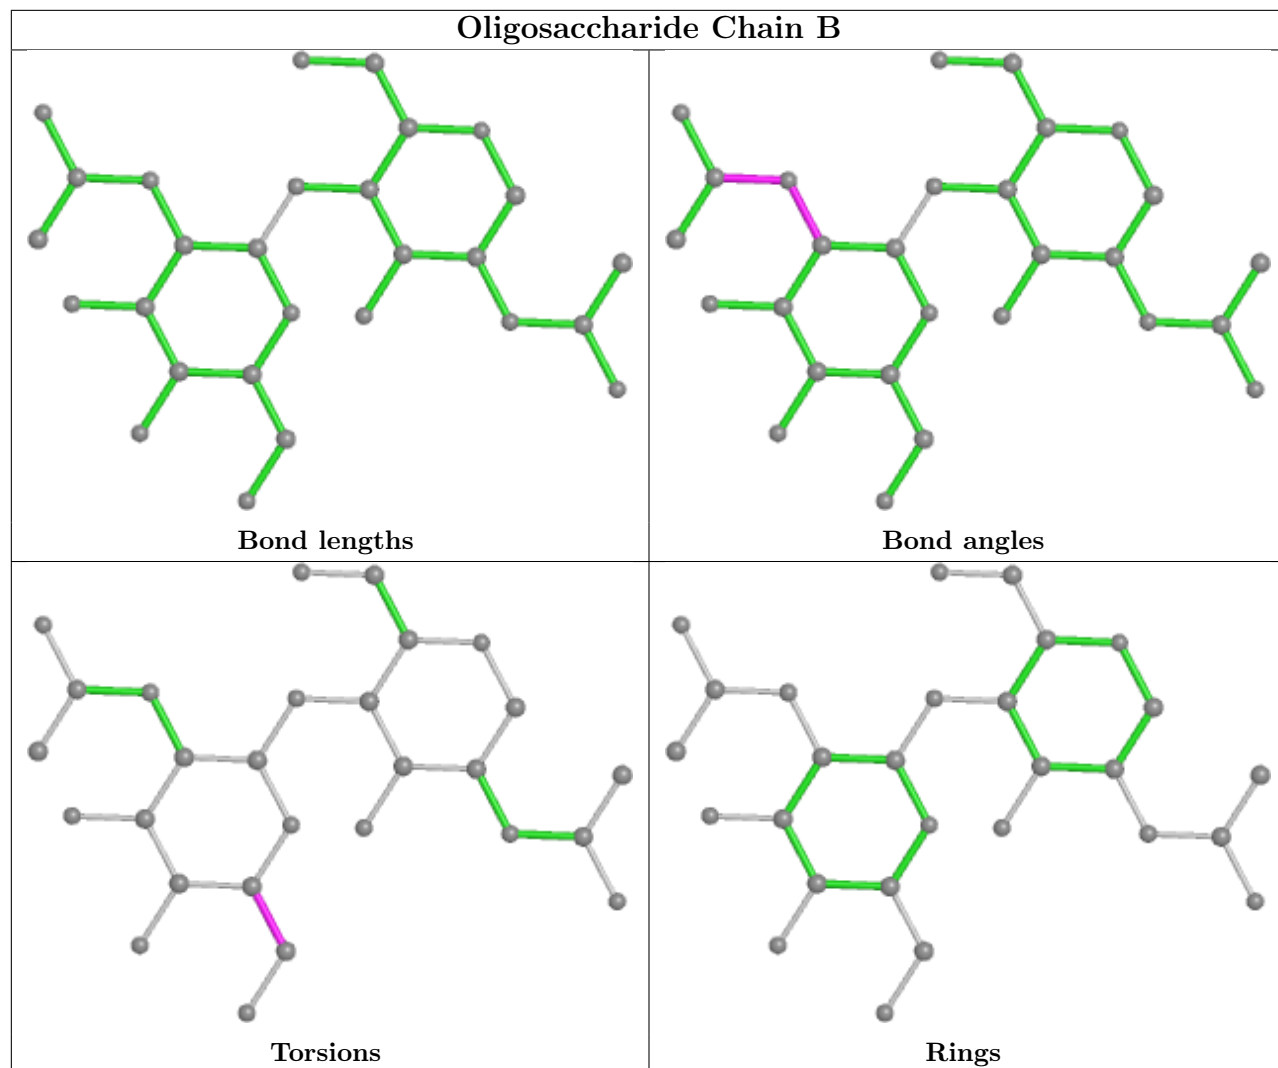 Oligosaccharide Chain B
Bond lengths
Bond angles
Torsions
Rings